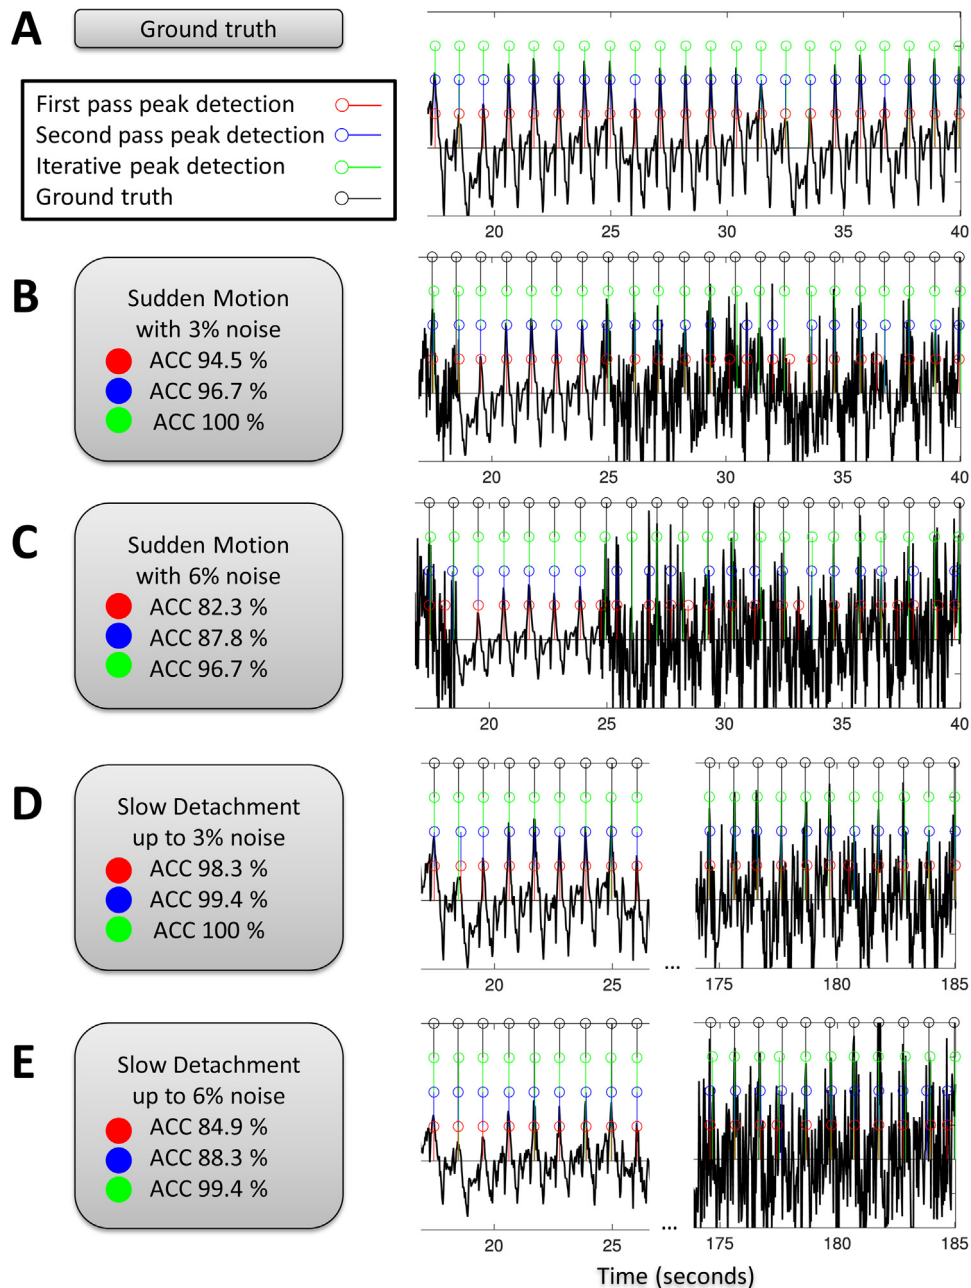 A
Ground truth
First pass peak detection
Second pass peak detection
Iterative peak detection
Ground truth
20 25 30 35 40
B
Sudden Motion
with 3% noise
ACC 94.5 %
ACC 96.7 %
ACC 100 %
20 25 30 35 40
C
Sudden Motion
with 6% noise
ACC 82.3 %
ACC 87.8 %
ACC 96.7 %
20 25 30 35 40
D
Slow Detachment
up to 3% noise
ACC 98.3 %
ACC 99.4 %
ACC 100 %
20 25 ... 175 180 185
E
Slow Detachment
up to 6% noise
ACC 84.9 %
ACC 88.3 %
ACC 99.4 %
20 25 ... 175 180 185
Time (seconds)